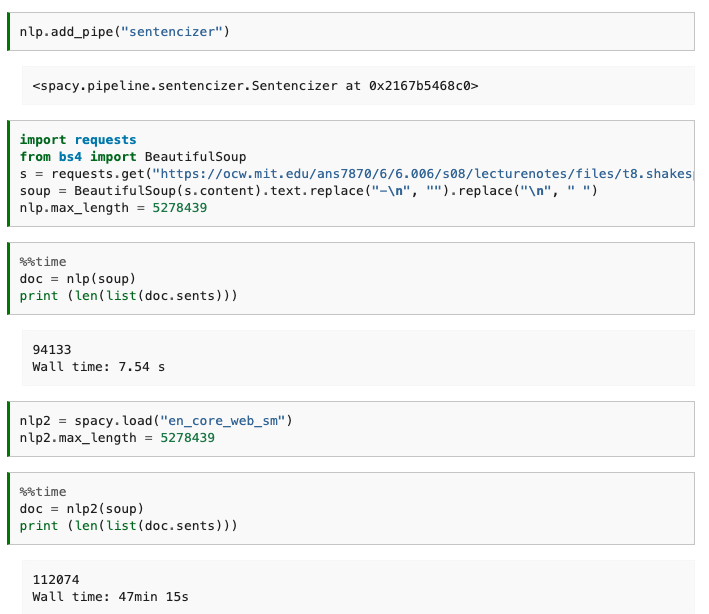 nlp.add_pipe("sentencizer")
<spacy.pipeline.sentencizer.Sentencizer at 0x2167b5468c0>
import requests
from bs4 import BeautifulSoup
s = requests.get("https://ocw.mit.edu/ans7870/6/6.006/s08/lecturenotes/files/t8.shakesp
soup = BeautifulSoup(s.content).text.replace("-\n", "").replace("\n", " ")
nlp.max_length = 5278439
%%time
doc = nlp(soup)
print (len(list(doc.sents)))
94133
Wall time: 7.54 s
nlp2 = spacy.load("en_core_web_sm")
nlp2.max_length = 5278439
%%time
doc = nlp2(soup)
print (len(list(doc.sents)))
112074
Wall time: 47min 15s